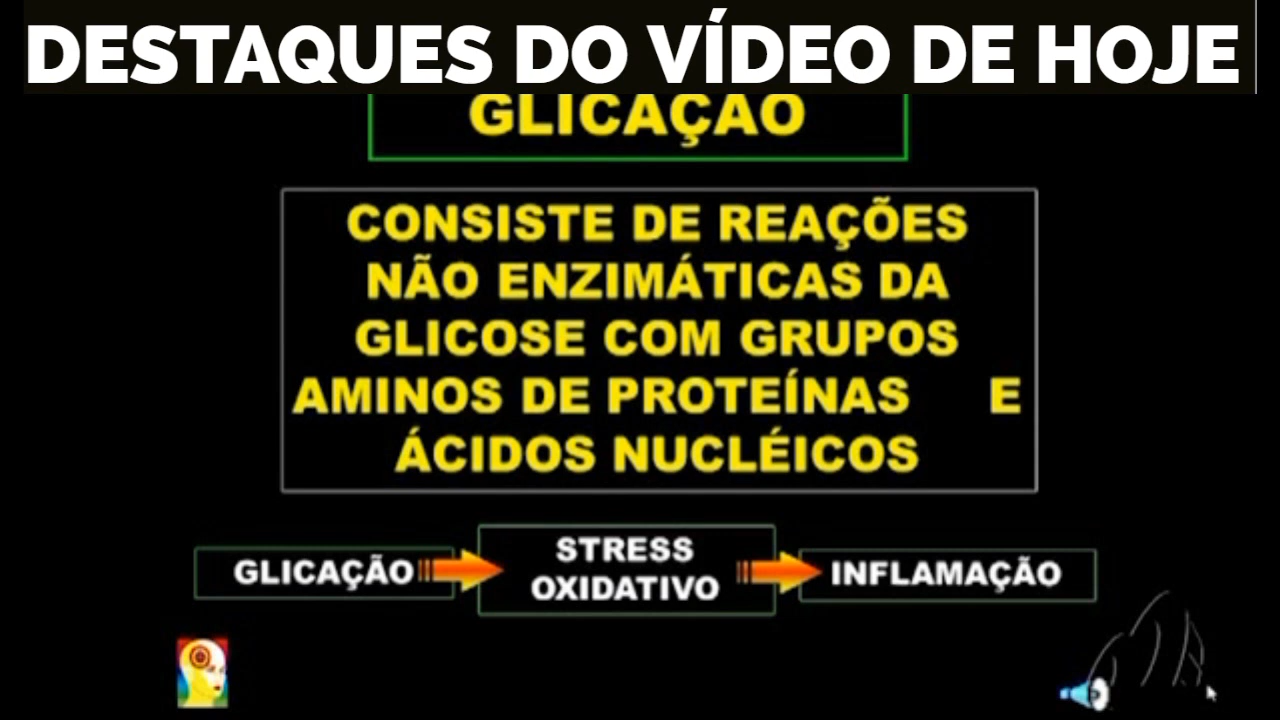 DESTAQUES DO VÍDEO DE HOJE
GLICAÇÃO
CONSISTE DE REAÇÕES
NÃO ENZIMÁTICAS DA
GLICOSE COM GRUPOS
AMINOS DE PROTEÍNAS E
ÁCIDOS NUCLÉICOS
GLICAÇÃO
STRESS
OXIDATIVO
INFLAMAÇÃO